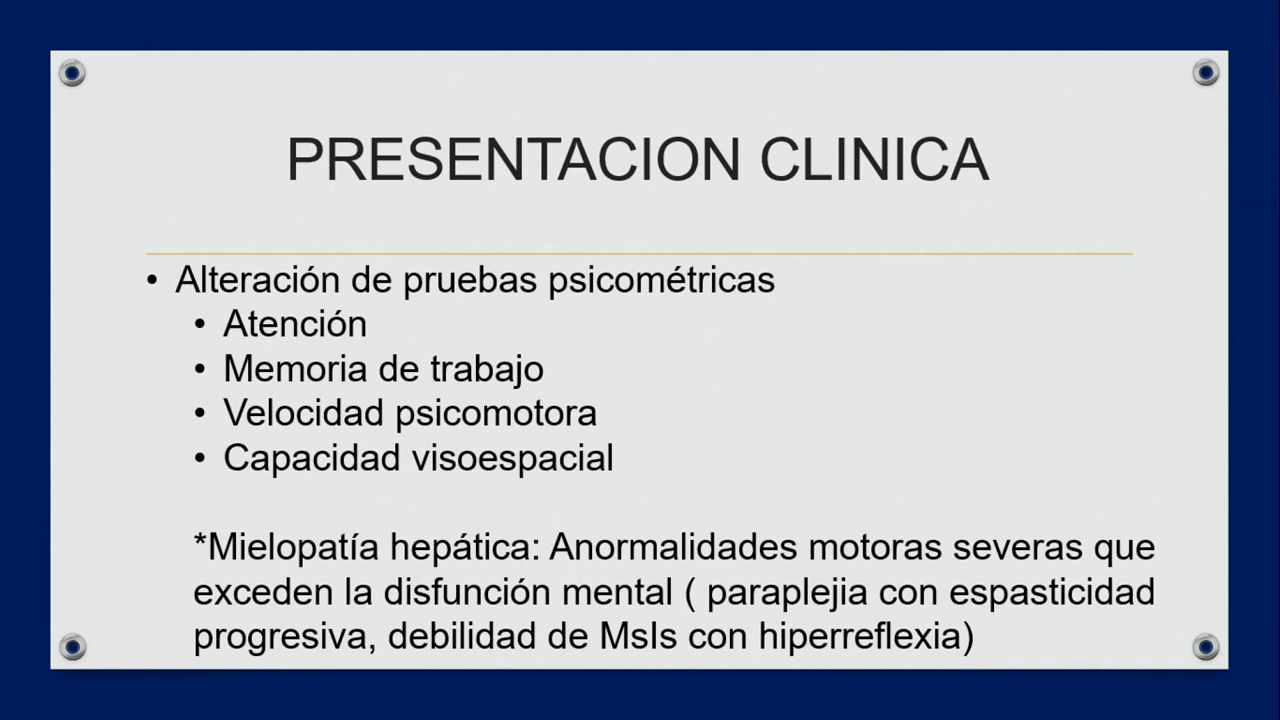 PRESENTACION CLINICA
• Alteración de pruebas psicométricas
• Atención
• Memoria de trabajo
• Velocidad psicomotora
• Capacidad visoespacial
*Mielopatía hepática: Anormalidades motoras severas que
exceden la disfunción mental ( paraplejia con espasticidad
progresiva, debilidad de MsIs con hiperreflexia)